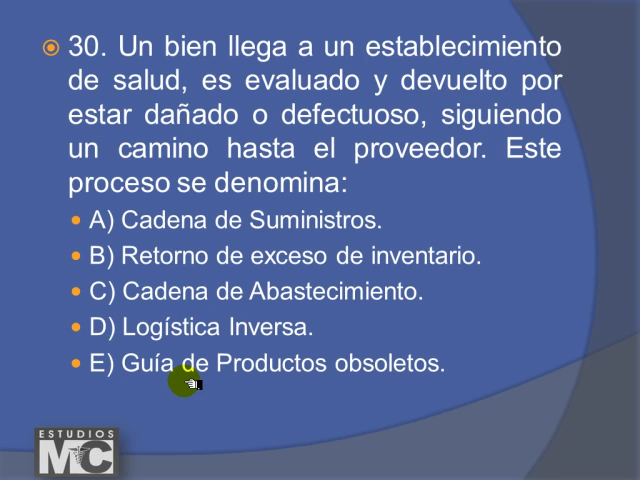 30. Un bien llega a un establecimiento
de salud, es evaluado y devuelto por
estar dañado o defectuoso, siguiendo
un camino hasta el proveedor. Este
proceso se denomina:
A) Cadena de Suministros.
B) Retorno de exceso de inventario.
C) Cadena de Abastecimiento.
D) Logística Inversa.
E) Guía de Productos obsoletos.
ESTUDIOS
MC